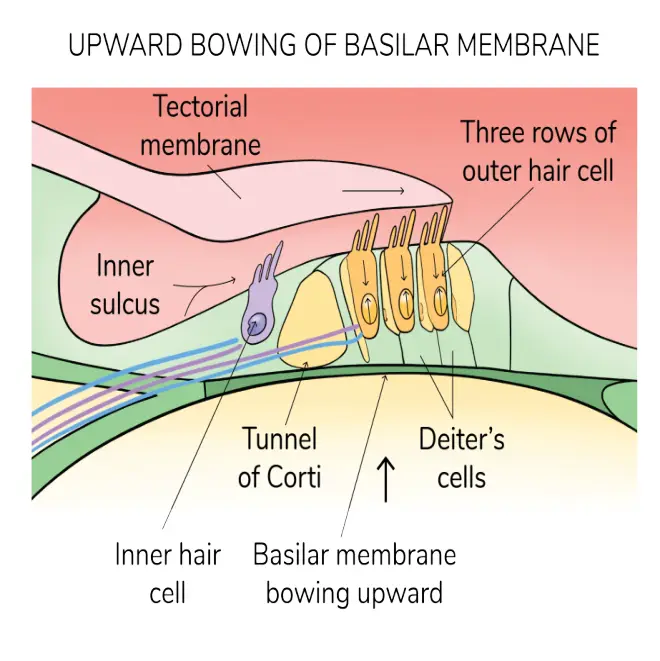 UPWARD BOWING OF BASILAR MEMBRANE
Tectorial
membrane
Three rows of
outer hair cell
Inner
sulcus
Tunnel
of Corti
Deiter's
cells
Inner hair
cell
Basilar membrane
bowing upward